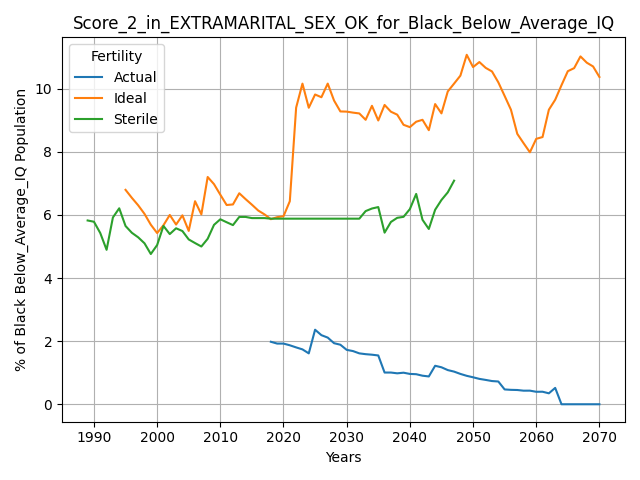 Score_2_in_EXTRAMARITAL_SEX_OK_for_Black_Below_Average_IQ
% of Black Below_Average_IQ Population
Fertility
Actual
Ideal
Sterile
10
8
6
4
2
0
1990 2000 2010 2020 2030 2040 2050 2060 2070
Years